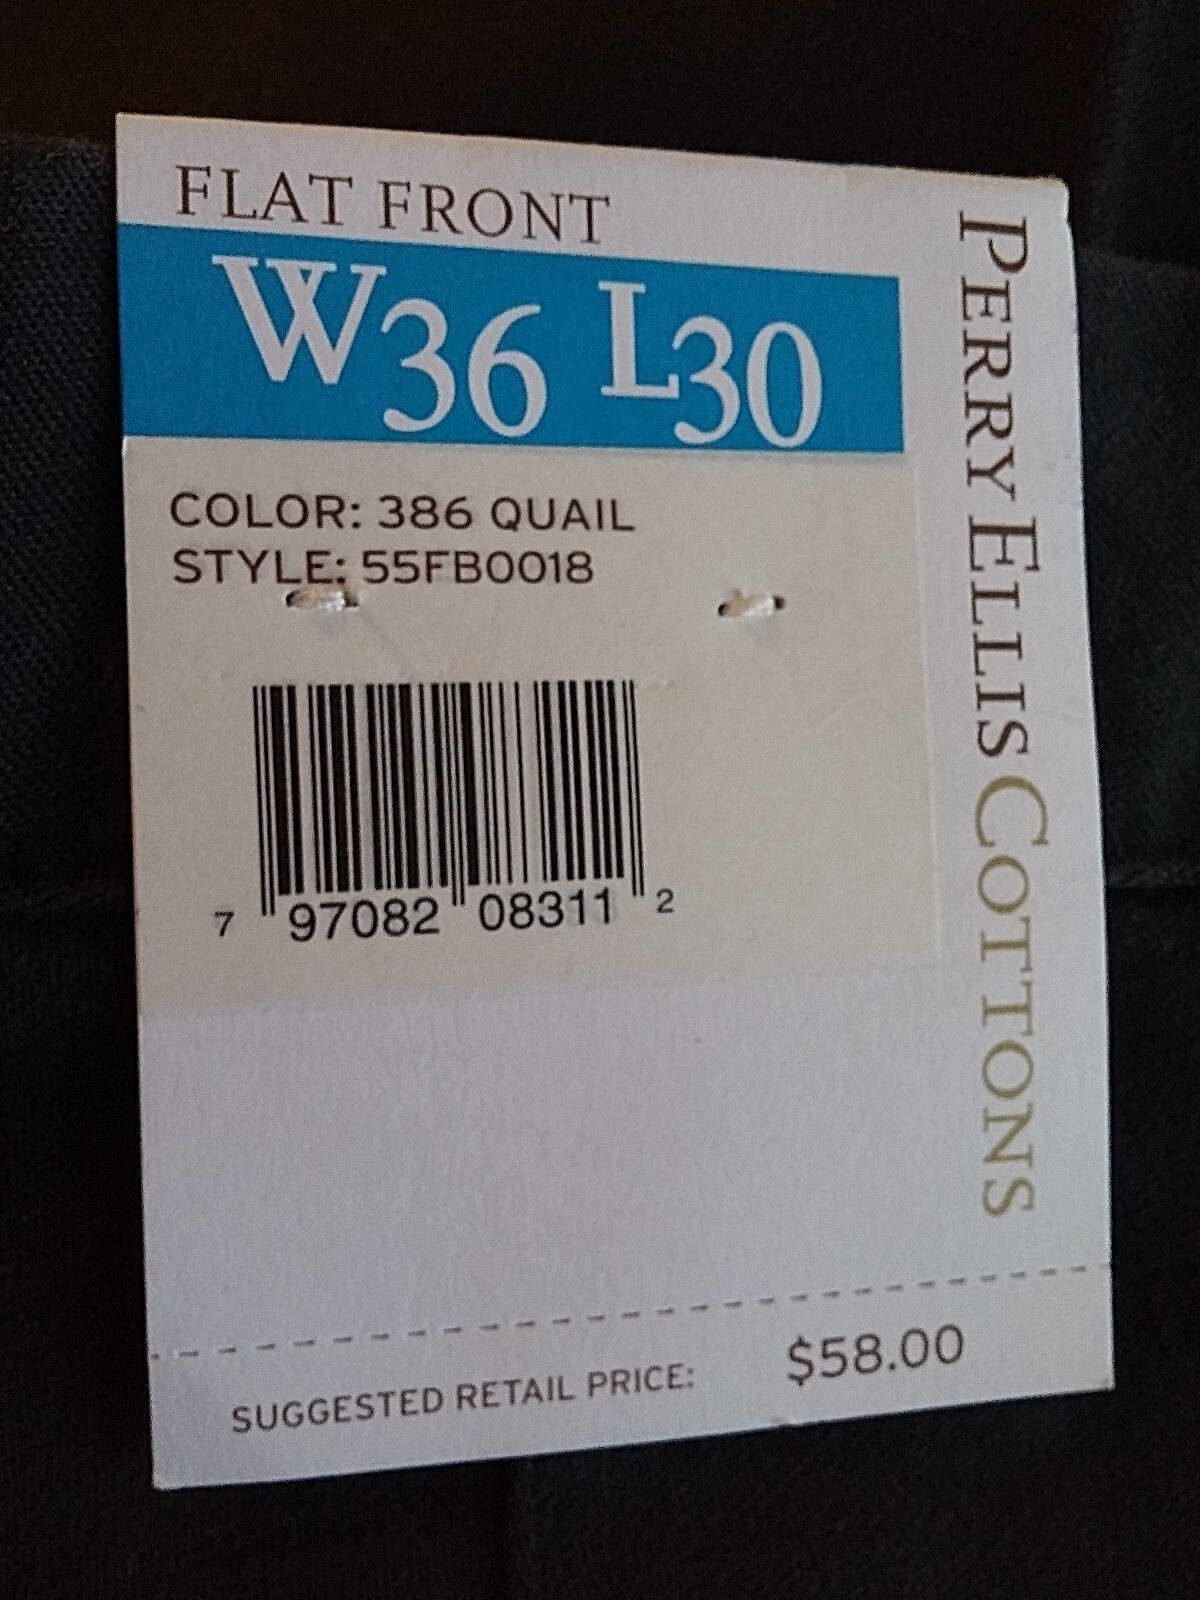 FLAT FRONT
W36 L30
COLOR: 386 QUAIL
STYLE: 55FB0018
7 97082 08311 2
PERRY ELLIS COTTONS
SUGGESTED RETAIL PRICE: $58.00